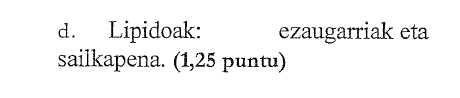 d. Lipidoak: ezaugarriak eta
sailkapena. (1,25 puntu)